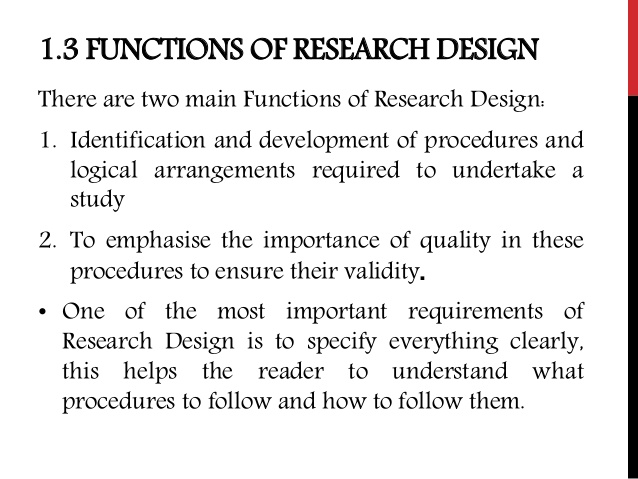 1.3 FUNCTIONS OF RESEARCH DESIGN
There are two main Functions of Research Design:
1. Identification and development of procedures and
logical arrangements required to undertake a
study
2. To emphasise the importance of quality in these
procedures to ensure their validity.
• One of the most important requirements of
Research Design is to specify everything clearly,
this helps the reader to understand what
procedures to follow and how to follow them.